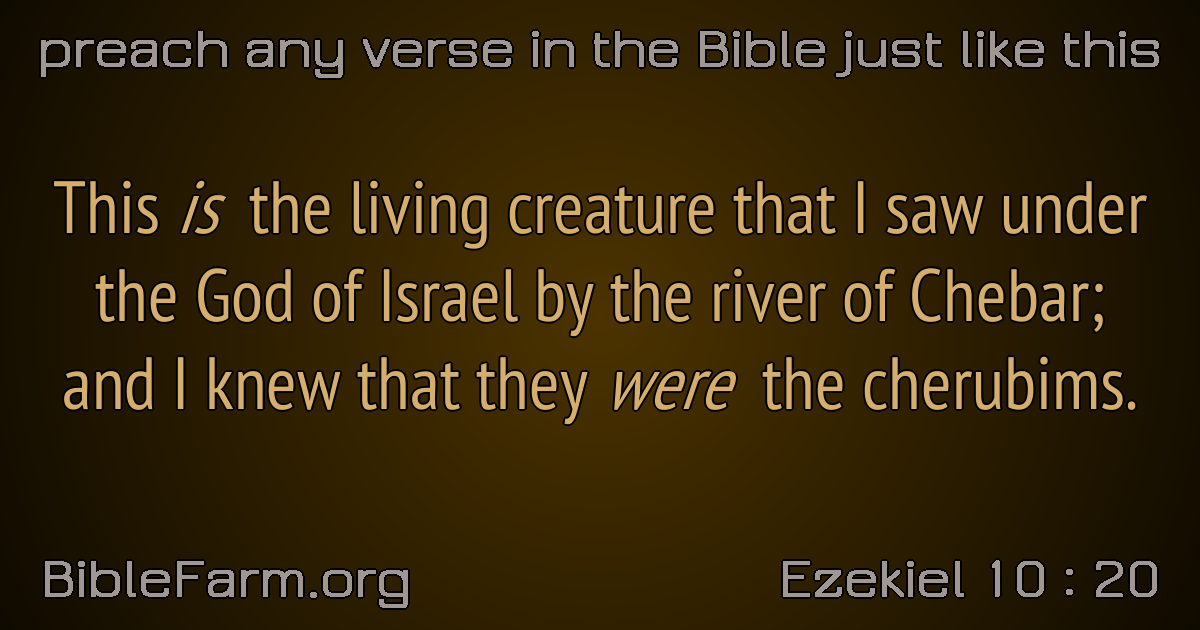 preach any verse in the Bible just like this
This is the living creature that I saw under
the God of Israel by the river of Chebar;
and I knew that they were the cherubims.
BibleFarm.org
Ezekiel 10 : 20